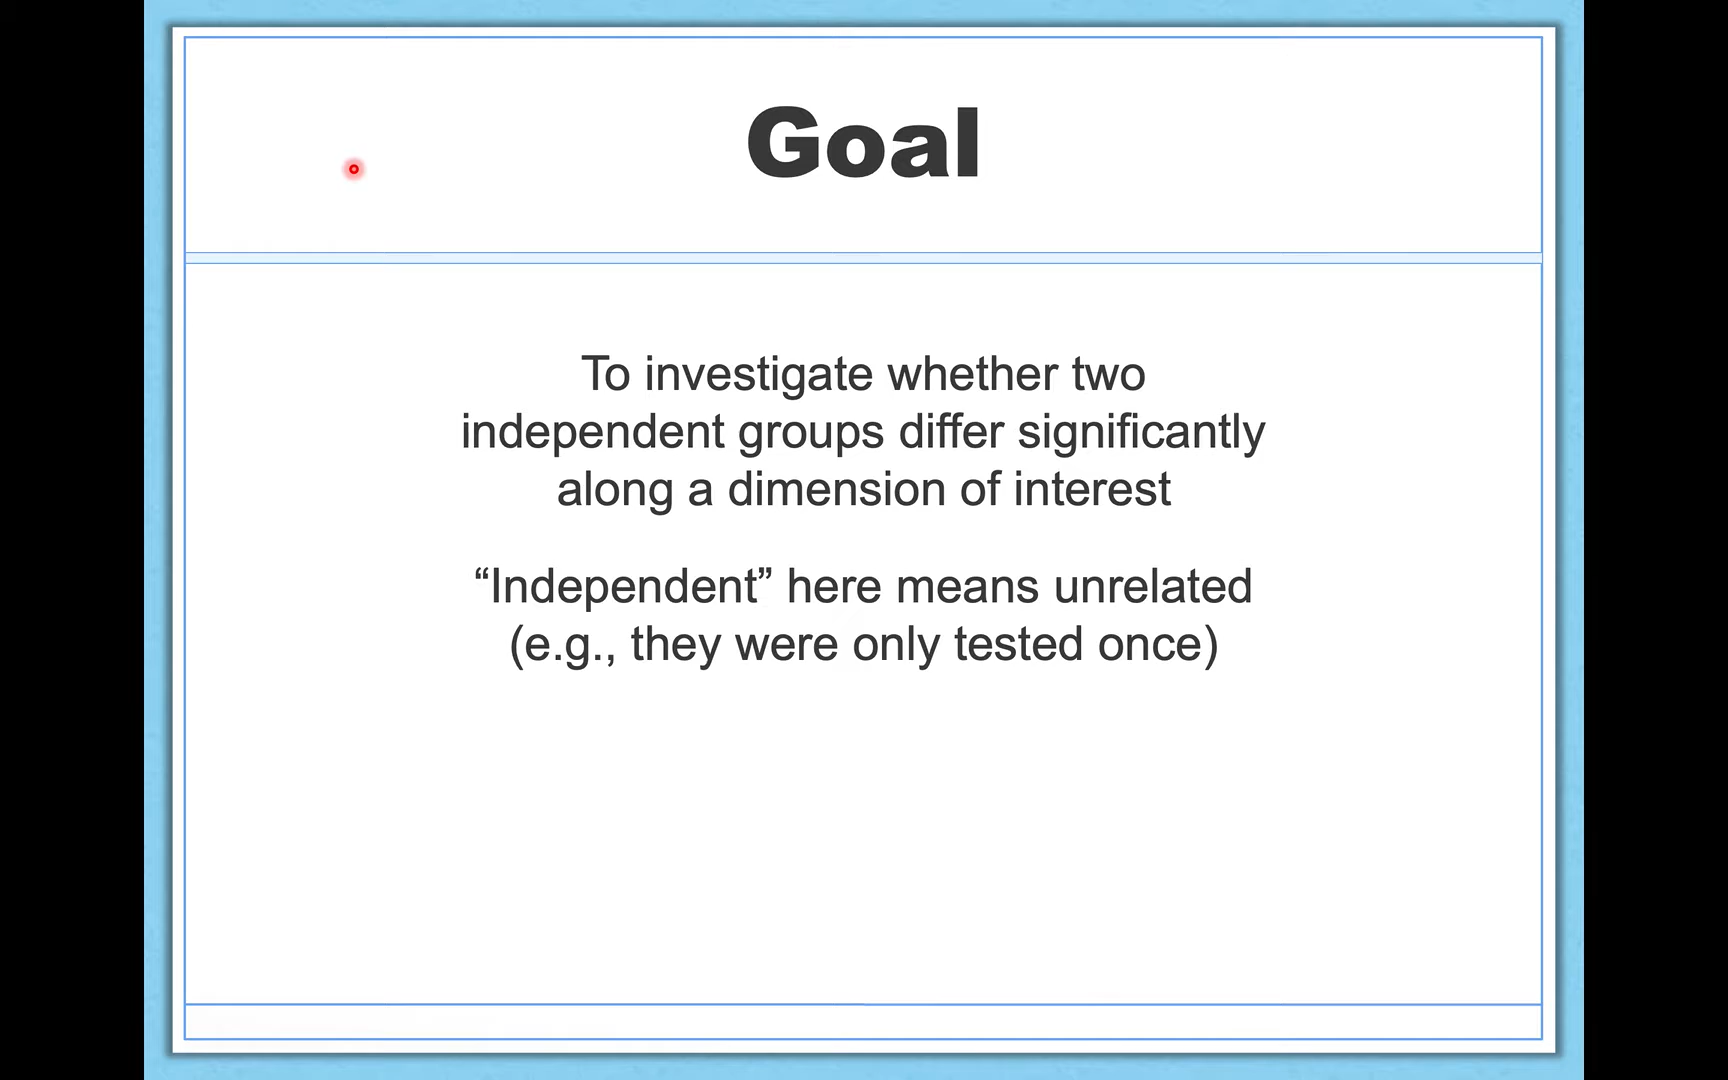 Goal
To investigate whether two
independent groups differ significantly
along a dimension of interest
“Independent” here means unrelated
(e.g., they were only tested once)